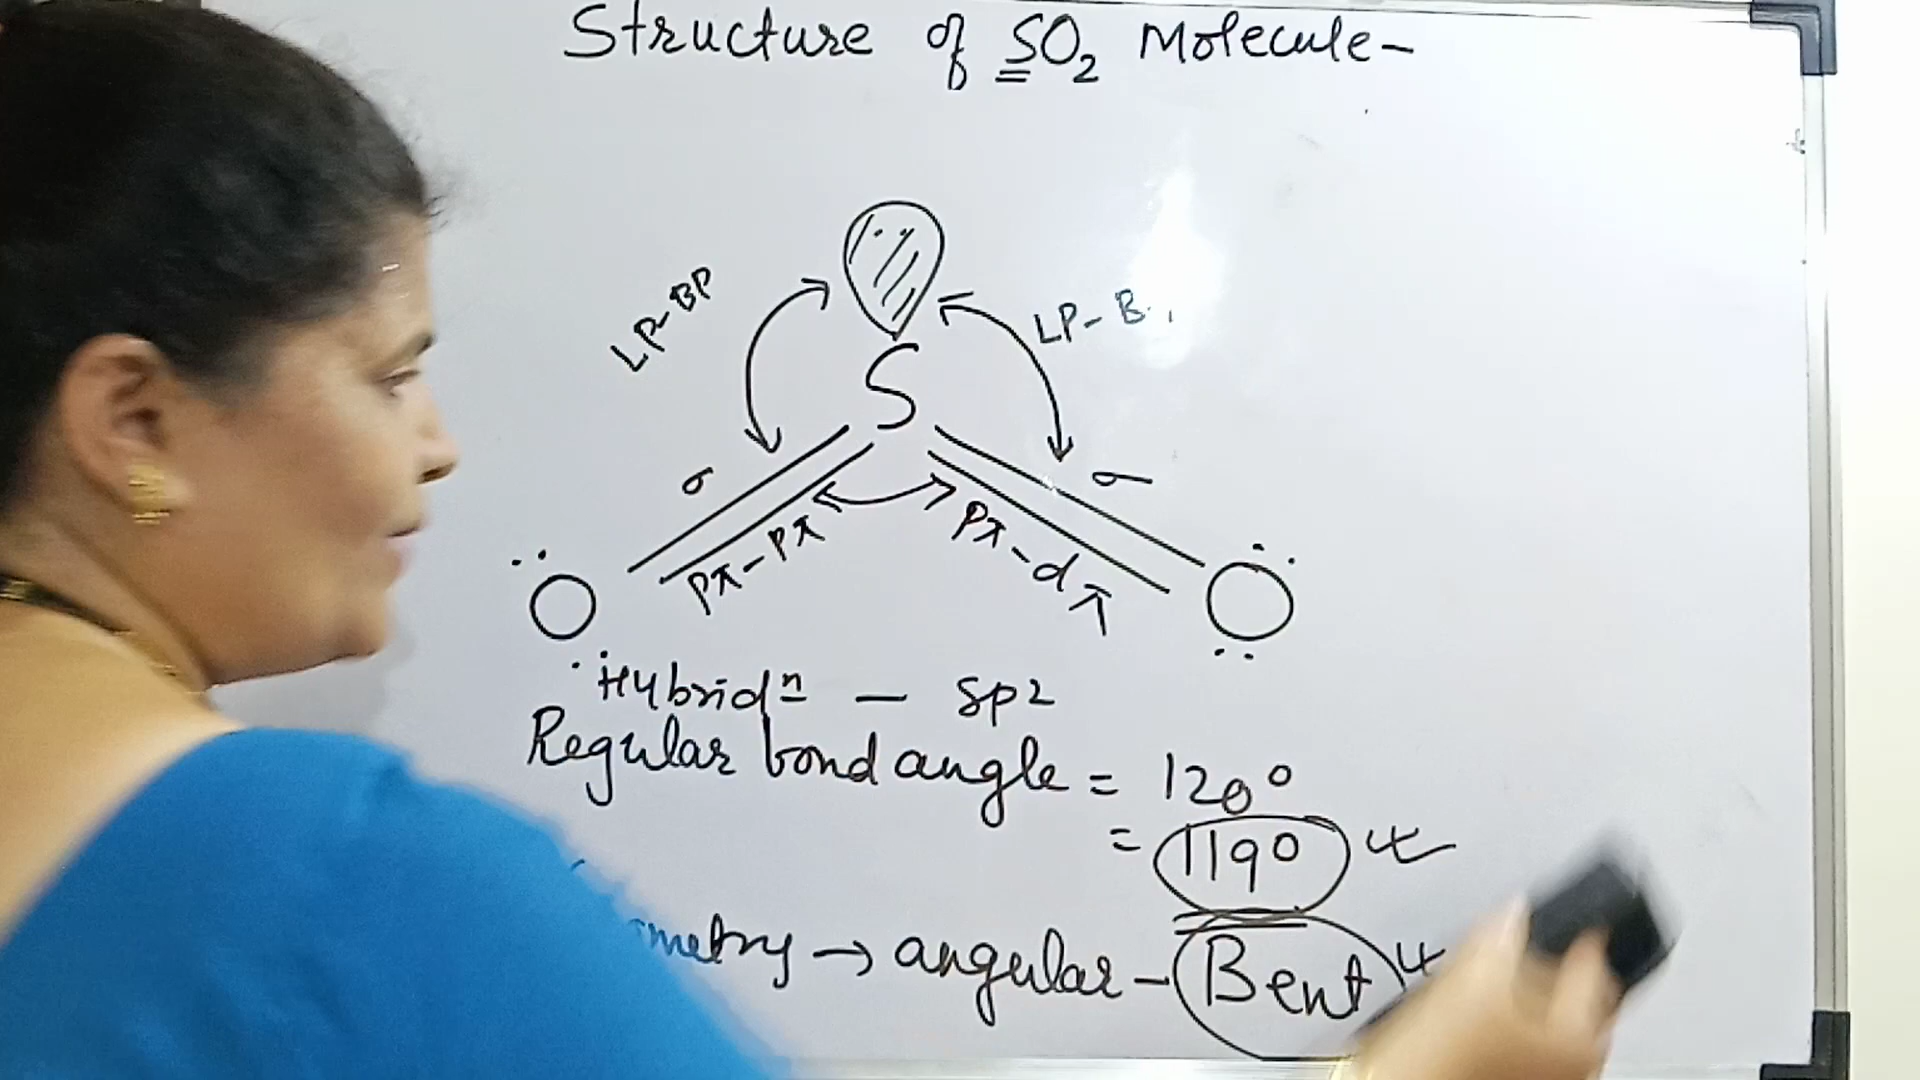 Structure of SO2 Molecule-
LP-BP
LP-B
S
σ
σ
Pπ-Pπ
Pπ-dπ
O
O
Hybridn - sp2
Regular bond angle = 120°
= 119°
metry → angular - Bent